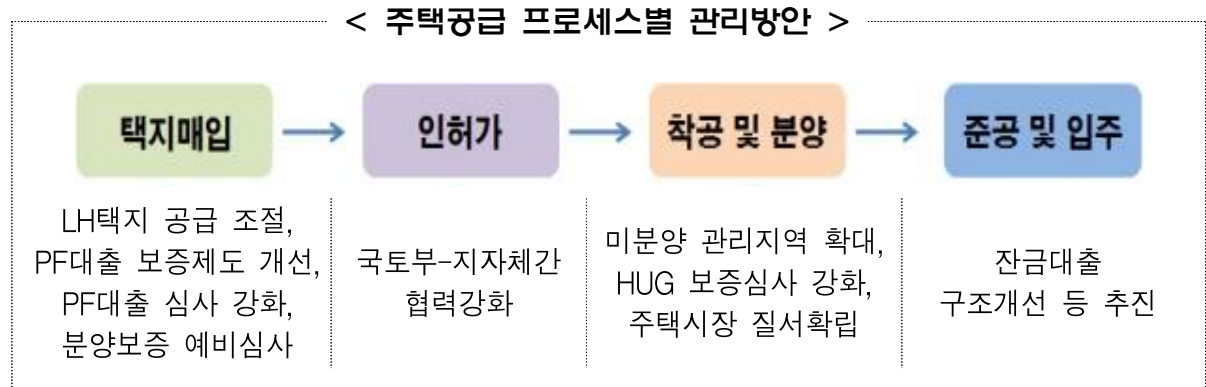 < 주택공급 프로세스별 관리방안 >
택지매입
인허가
착공 및 분양
준공 및 입주
LH택지 공급 조절,
PF대출 보증제도 개선,
PF대출 심사 강화,
분양보증 예비심사
국토부-지자체간
협력강화
미분양 관리지역 확대,
HUG 보증심사 강화,
주택시장 질서확립
잔금대출
구조개선 등 추진